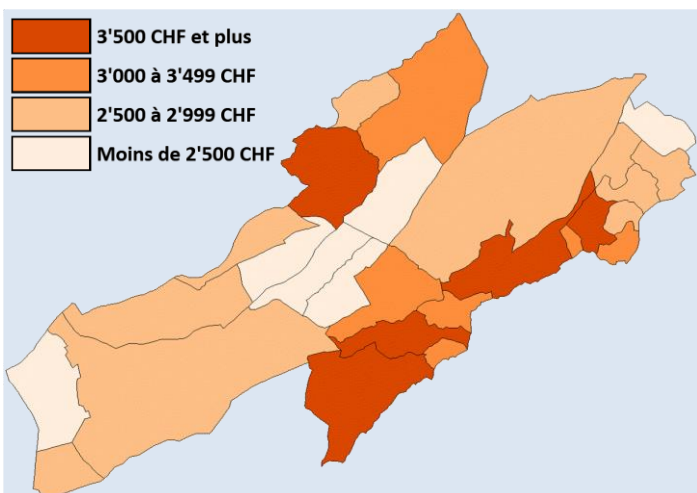 3'500 CHF et plus
3'000 à 3'499 CHF
2'500 à 2'999 CHF
Moins de 2'500 CHF